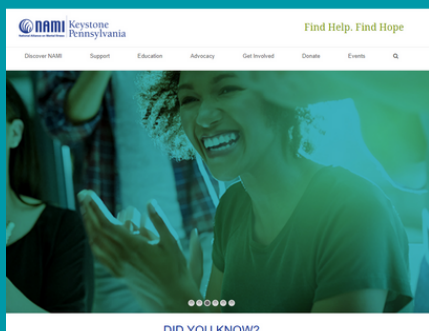 NAMI Keystone
Pennsylvania
Find Help. Find Hope
Discover NAMI Support Education Advocacy Get Involved Donate Events
DID YOU KNOW?